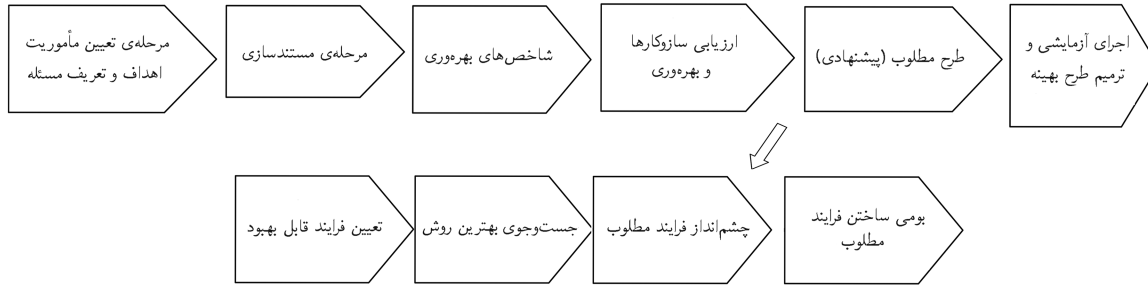 مرحله‌ی تعیین مأموریت
اهداف و تعریف مسئله
مرحله‌ی مستندسازی
شاخص‌های بهره‌وری
ارزیابی سازوکارها
و بهره‌وری
طرح مطلوب (پیشنهادی)
اجرای آزمایشی و
ترمیم طرح بهینه
تعیین فرایند قابل بهبود
جست‌وجوی بهترین روش
چشم‌انداز فرایند مطلوب
بومی ساختن فرایند
مطلوب